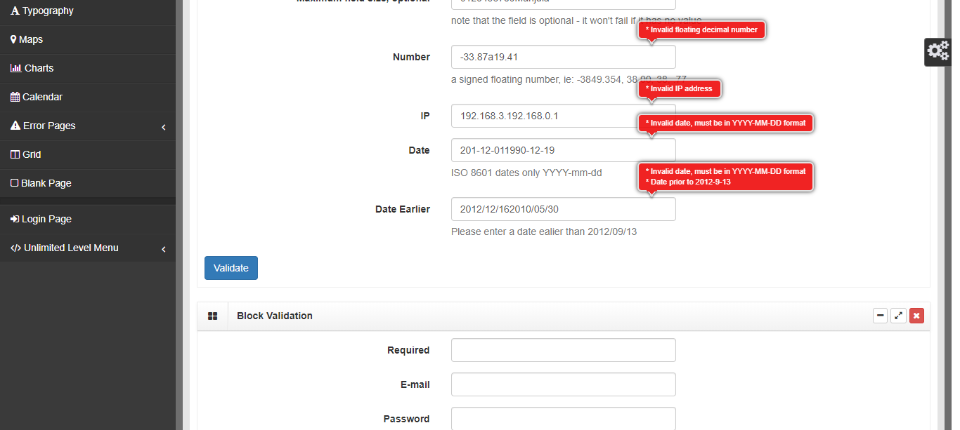 Typography
Maps
Charts
Calendar
Error Pages
Grid
Blank Page
Login Page
</> Unlimited Level Menu
note that the field is optional - it won't fail if it has no value
* Invalid floating decimal number
Number
-33.87a19.41
a signed floating number, ie: -3849.354, 38.00, 38, .77
* Invalid IP address
IP
192.168.3.192.168.0.1
* Invalid date, must be in YYYY-MM-DD format
Date
201-12-011990-12-19
ISO 8601 dates only YYYY-mm-dd
* Invalid date, must be in YYYY-MM-DD format
* Date prior to 2012-9-13
Date Earlier
2012/12/162010/05/30
Please enter a date ealier than 2012/09/13
Validate
Block Validation
Required
E-mail
Password